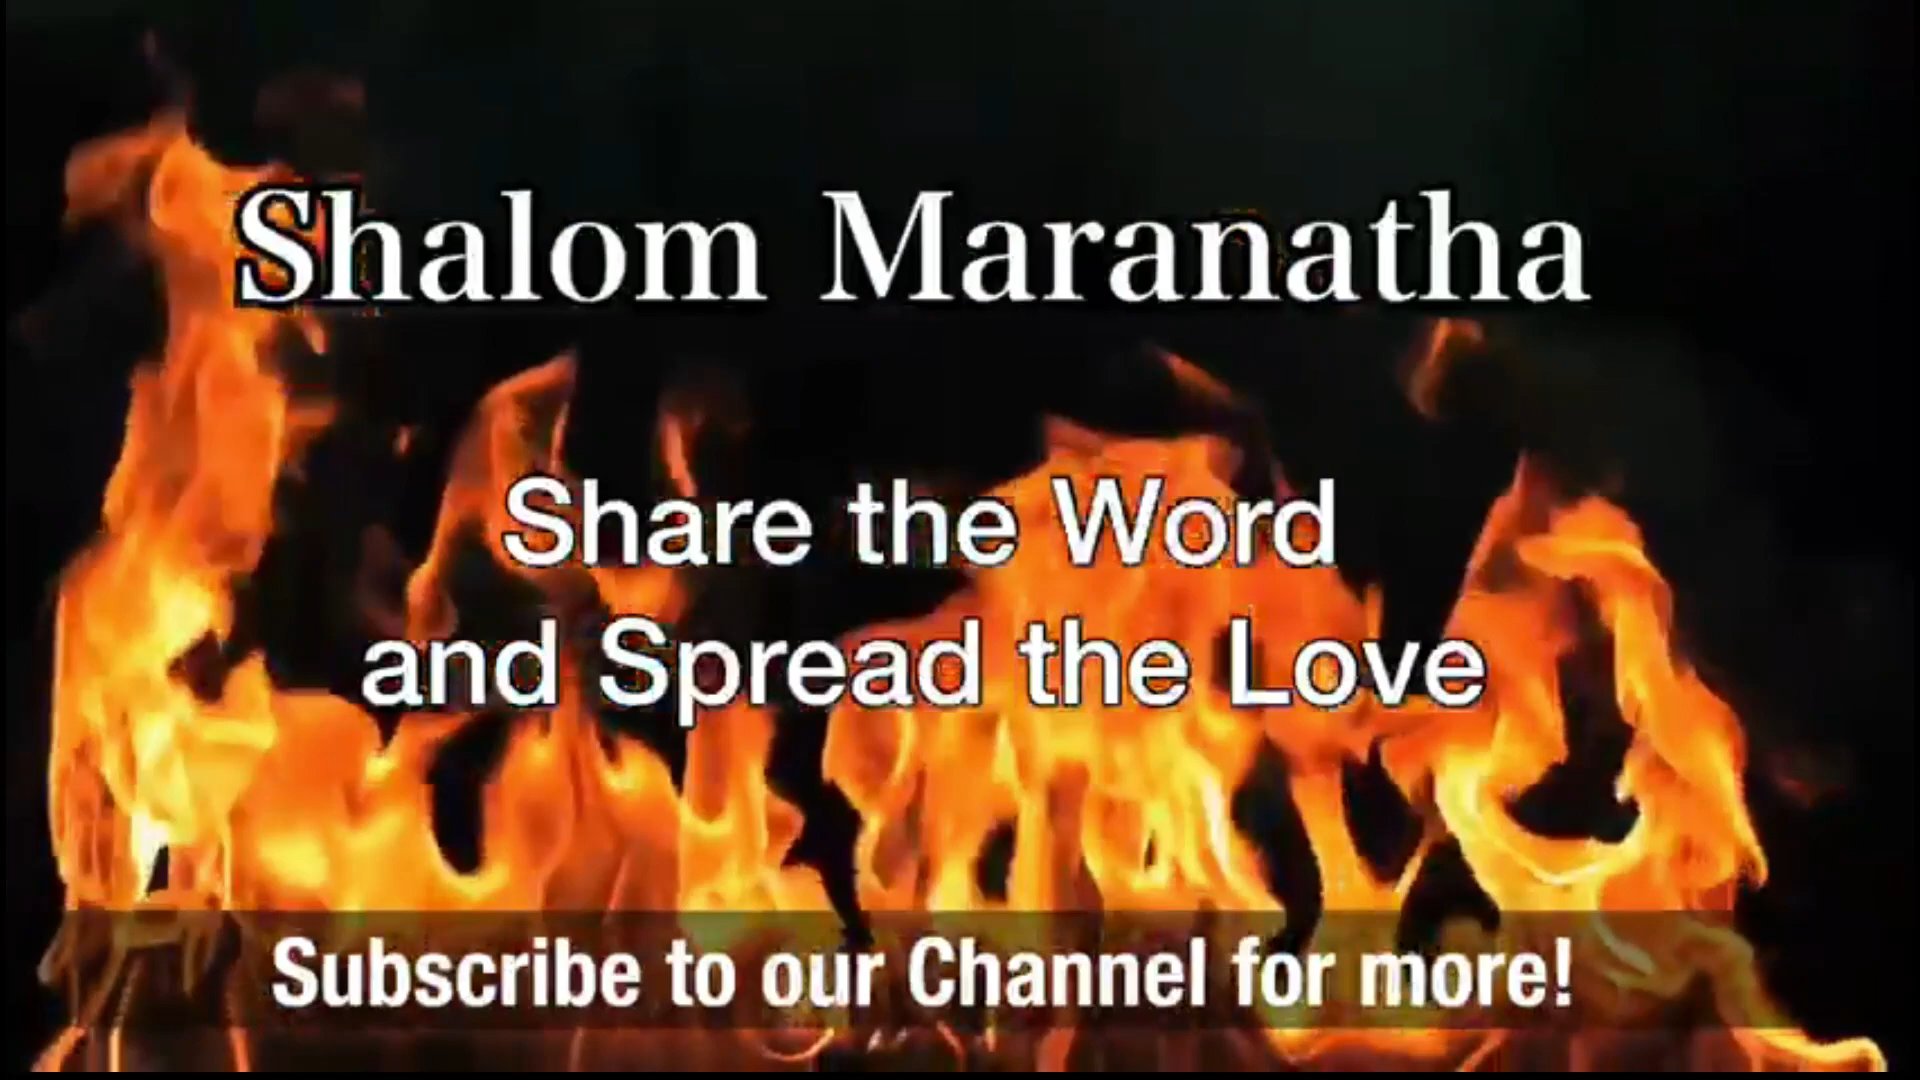 Shalom Maranatha
Share the Word
and Spread the Love
Subscribe to our Channel for more!